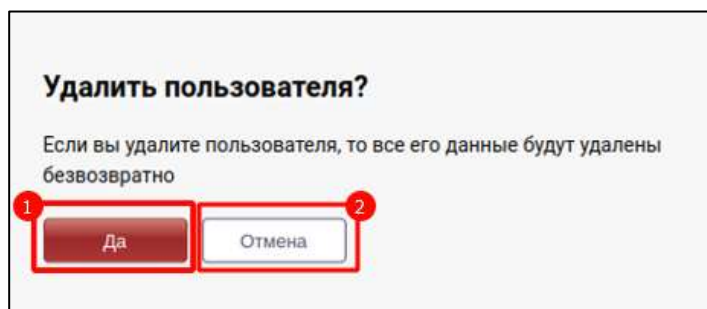 Удалить пользователя?
Если вы удалите пользователя, то все его данные будут удалены
безвозвратно
1
2
Да
Отмена